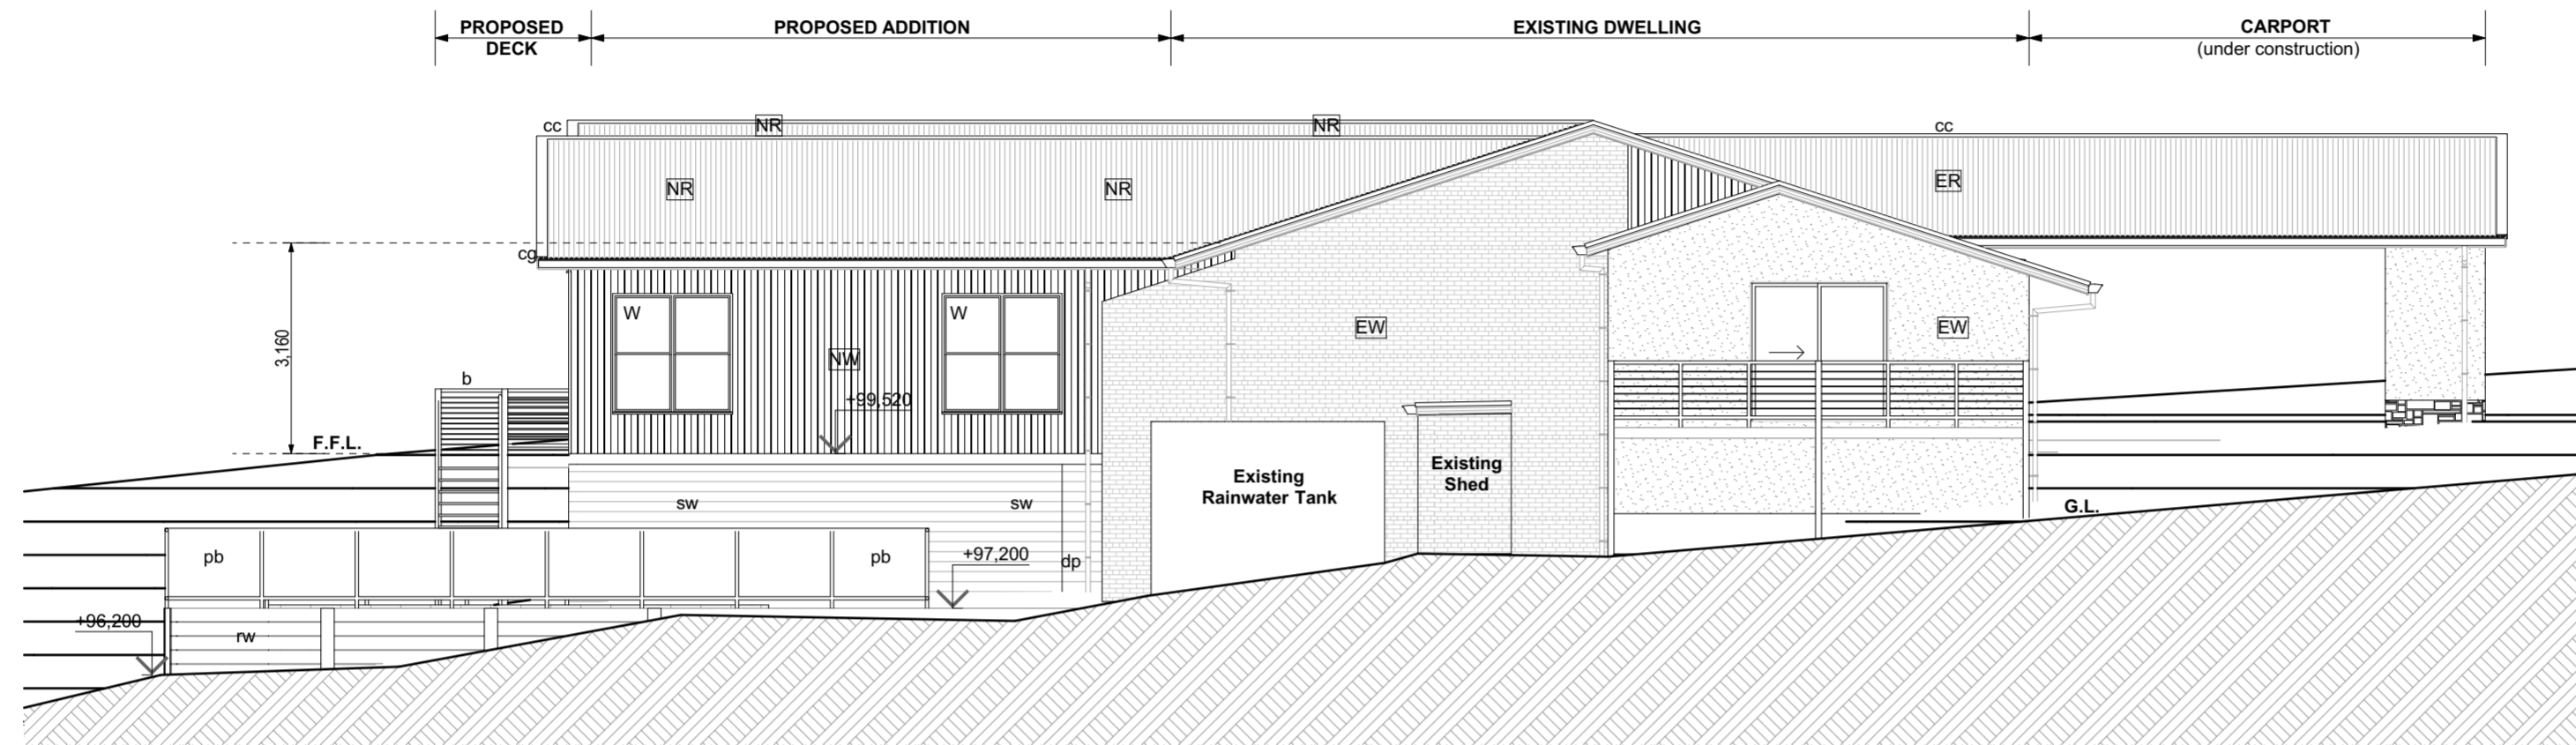 PROPOSED
DECK
PROPOSED ADDITION
EXISTING DWELLING
CARPORT
(under construction)
cc
NR
NR
cc
NR
NR
ER
cg
W
W
EW
EW
3,160
NW
b
+99,520
F.F.L.
Existing
Rainwater Tank
Existing
Shed
sw
sw
G.L.
pb
pb
+97,200
dp
+96,200
rw